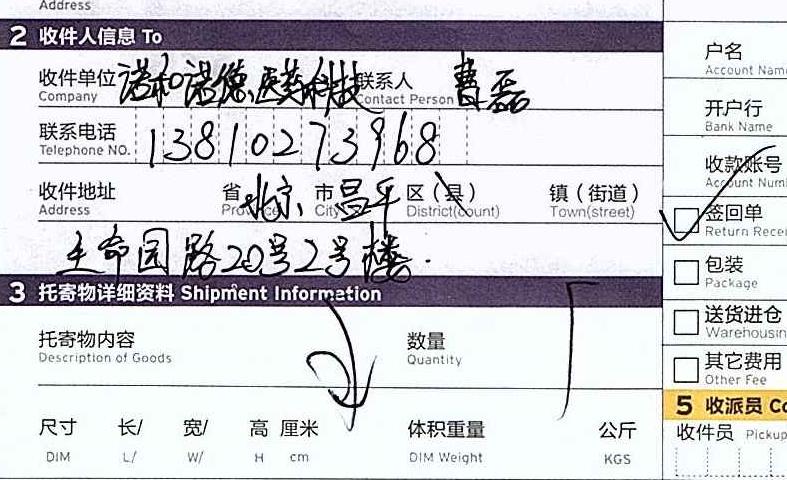 Address
2 收件人信息 To
收件单位 诺和诺德医药科技 联系人 曹磊
Company Contact Person
联系电话 13810273968
Telephone NO.
收件地址 省 北京 市 昌平 区(县) 镇(街道)
Address Province City District(count) Town(street)
生命园路20号2号楼.
3 托寄物详细资料 Shipment Information
托寄物内容 数量
Description of Goods Quantity
尺寸 长/ 宽/ 高 厘米 体积重量 公斤
DIM L/ W/ H cm DIM Weight KGS
户名
Account Nam
开户行
Bank Name
收款账号
Account Num
签回单
Return Recei
包装
Package
送货进仓
Warehousin
其它费用
Other Fee
5 收派员 Co
收件员 Pickup